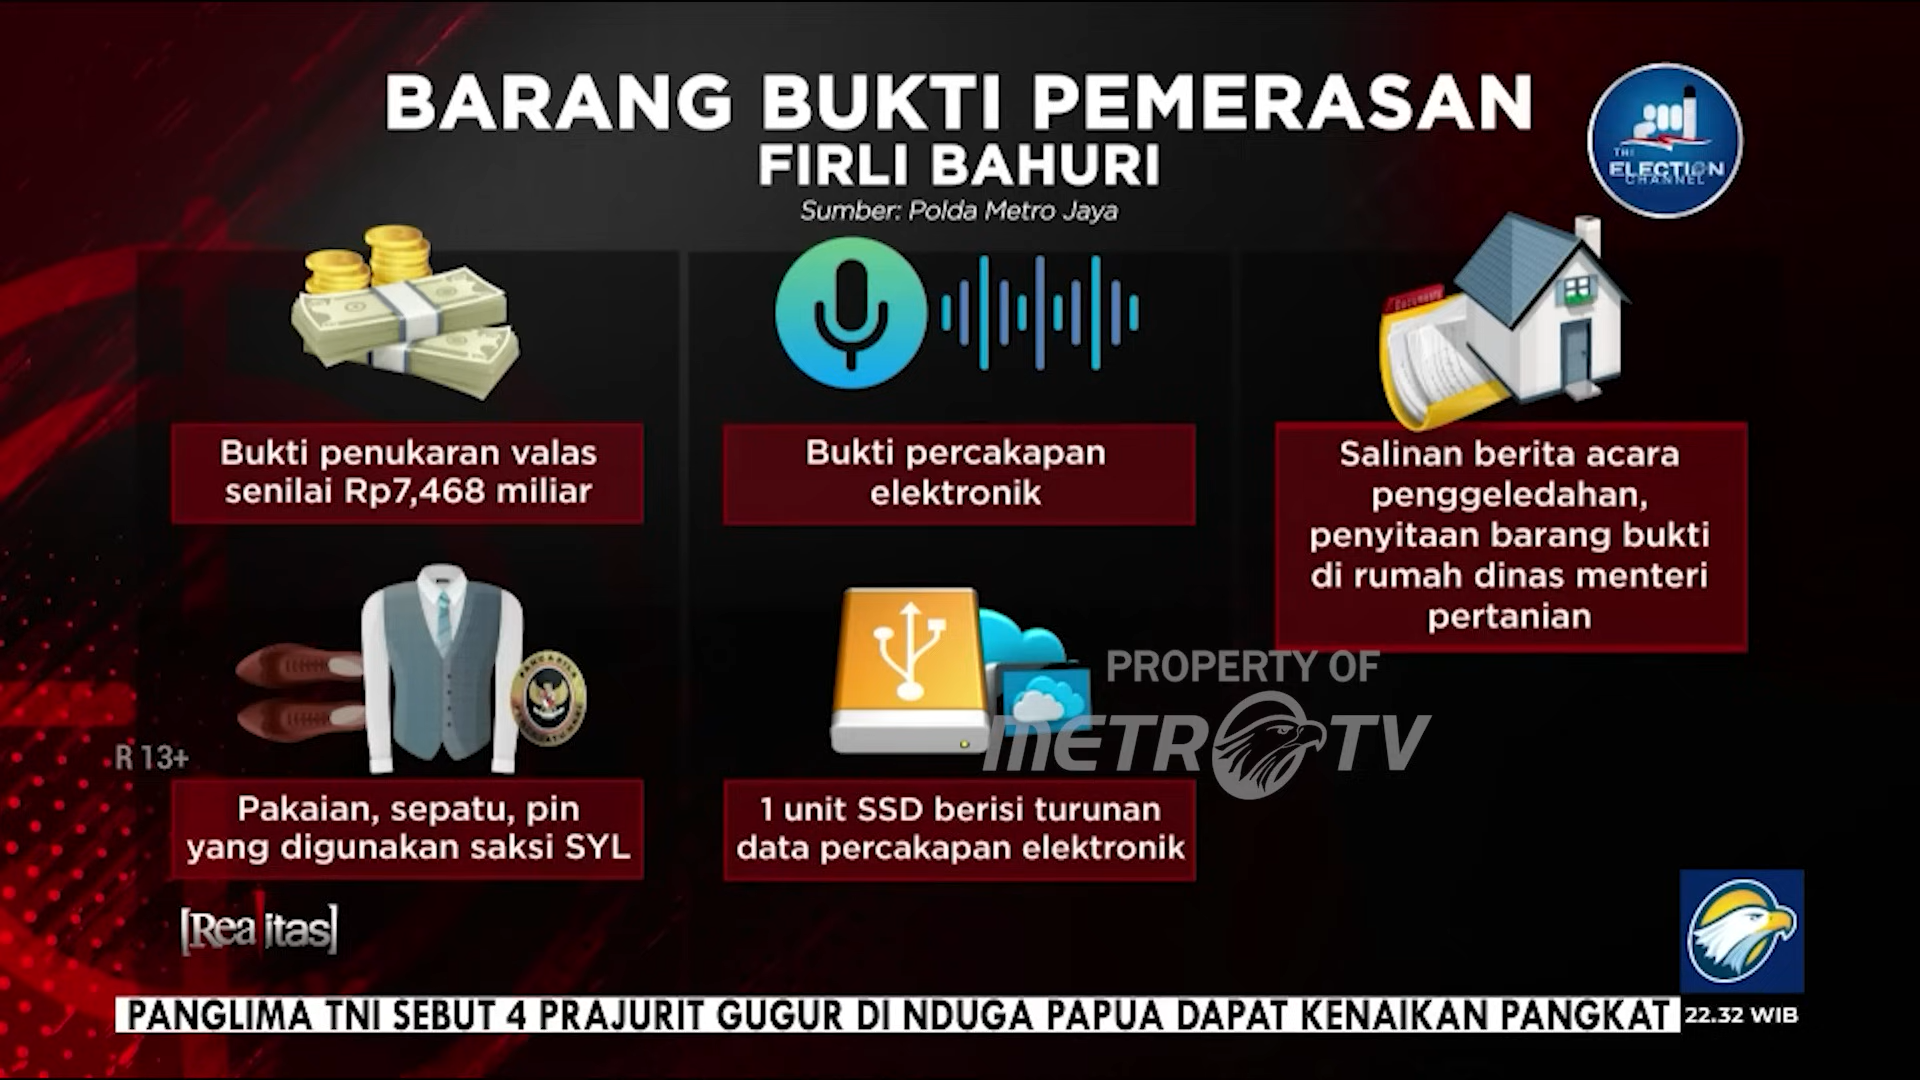 BARANG BUKTI PEMERASAN
FIRLI BAHURI
Sumber: Polda Metro Jaya
THE
ELECTION
CHANNEL
Bukti penukaran valas
senilai Rp7,468 miliar
Bukti percakapan
elektronik
Documents
Salinan berita acara
penggeledahan,
penyitaan barang bukti
di rumah dinas menteri
pertanian
PANCASILA
R 13+
Pakaian, sepatu, pin
yang digunakan saksi SYL
1 unit SSD berisi turunan
data percakapan elektronik
PROPERTY OF
METRO TV
[Realitas]
PANGLIMA TNI SEBUT 4 PRAJURIT GUGUR DI NDUGA PAPUA DAPAT KENAIKAN PANGKAT
22.32 WIB